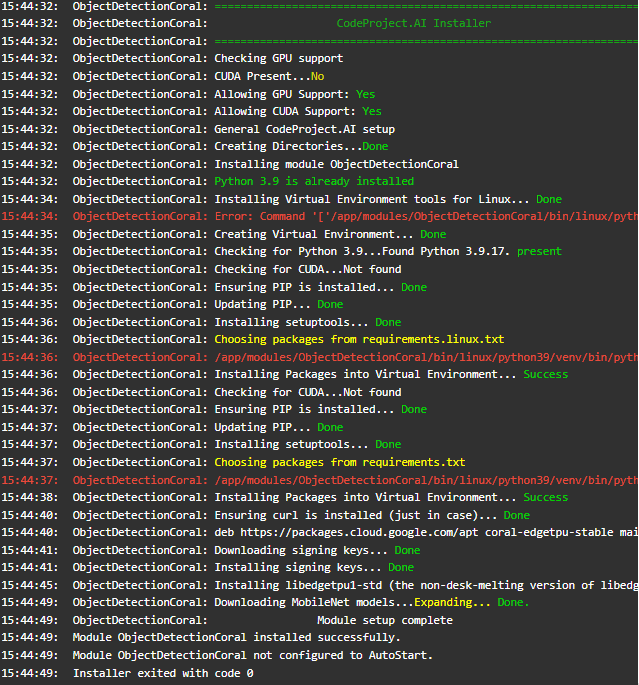 15:44:32: ObjectDetectionCoral: ======================================================================
15:44:32: ObjectDetectionCoral: CodeProject.AI Installer
15:44:32: ObjectDetectionCoral: ======================================================================
15:44:32: ObjectDetectionCoral: Checking GPU support
15:44:32: ObjectDetectionCoral: CUDA Present...No
15:44:32: ObjectDetectionCoral: Allowing GPU Support: Yes
15:44:32: ObjectDetectionCoral: Allowing CUDA Support: Yes
15:44:32: ObjectDetectionCoral: General CodeProject.AI setup
15:44:32: ObjectDetectionCoral: Creating Directories...Done
15:44:32: ObjectDetectionCoral: Installing module ObjectDetectionCoral
15:44:32: ObjectDetectionCoral: Python 3.9 is already installed
15:44:34: ObjectDetectionCoral: Installing Virtual Environment tools for Linux... Done
15:44:34: ObjectDetectionCoral: Error: Command '['/app/modules/ObjectDetectionCoral/bin/linux/pyth
15:44:35: ObjectDetectionCoral: Creating Virtual Environment... Done
15:44:35: ObjectDetectionCoral: Checking for Python 3.9...Found Python 3.9.17. present
15:44:35: ObjectDetectionCoral: Checking for CUDA...Not found
15:44:35: ObjectDetectionCoral: Ensuring PIP is installed... Done
15:44:35: ObjectDetectionCoral: Updating PIP... Done
15:44:36: ObjectDetectionCoral: Installing setuptools... Done
15:44:36: ObjectDetectionCoral: Choosing packages from requirements.linux.txt
15:44:36: ObjectDetectionCoral: /app/modules/ObjectDetectionCoral/bin/linux/python39/venv/bin/pyth
15:44:36: ObjectDetectionCoral: Installing Packages into Virtual Environment... Success
15:44:36: ObjectDetectionCoral: Checking for CUDA...Not found
15:44:37: ObjectDetectionCoral: Ensuring PIP is installed... Done
15:44:37: ObjectDetectionCoral: Updating PIP... Done
15:44:37: ObjectDetectionCoral: Installing setuptools... Done
15:44:37: ObjectDetectionCoral: Choosing packages from requirements.txt
15:44:37: ObjectDetectionCoral: /app/modules/ObjectDetectionCoral/bin/linux/python39/venv/bin/pyth
15:44:38: ObjectDetectionCoral: Installing Packages into Virtual Environment... Success
15:44:40: ObjectDetectionCoral: Ensuring curl is installed (just in case)... Done
15:44:40: ObjectDetectionCoral: deb https://packages.cloud.google.com/apt coral-edgetpu-stable mai
15:44:41: ObjectDetectionCoral: Downloading signing keys... Done
15:44:41: ObjectDetectionCoral: Installing signing keys... Done
15:44:45: ObjectDetectionCoral: Installing libedgetpu1-std (the non-desk-melting version of libedg
15:44:49: ObjectDetectionCoral: Downloading MobileNet models...Expanding... Done.
15:44:49: ObjectDetectionCoral: Module setup complete
15:44:49: Module ObjectDetectionCoral installed successfully.
15:44:49: Module ObjectDetectionCoral not configured to AutoStart.
15:44:49: Installer exited with code 0